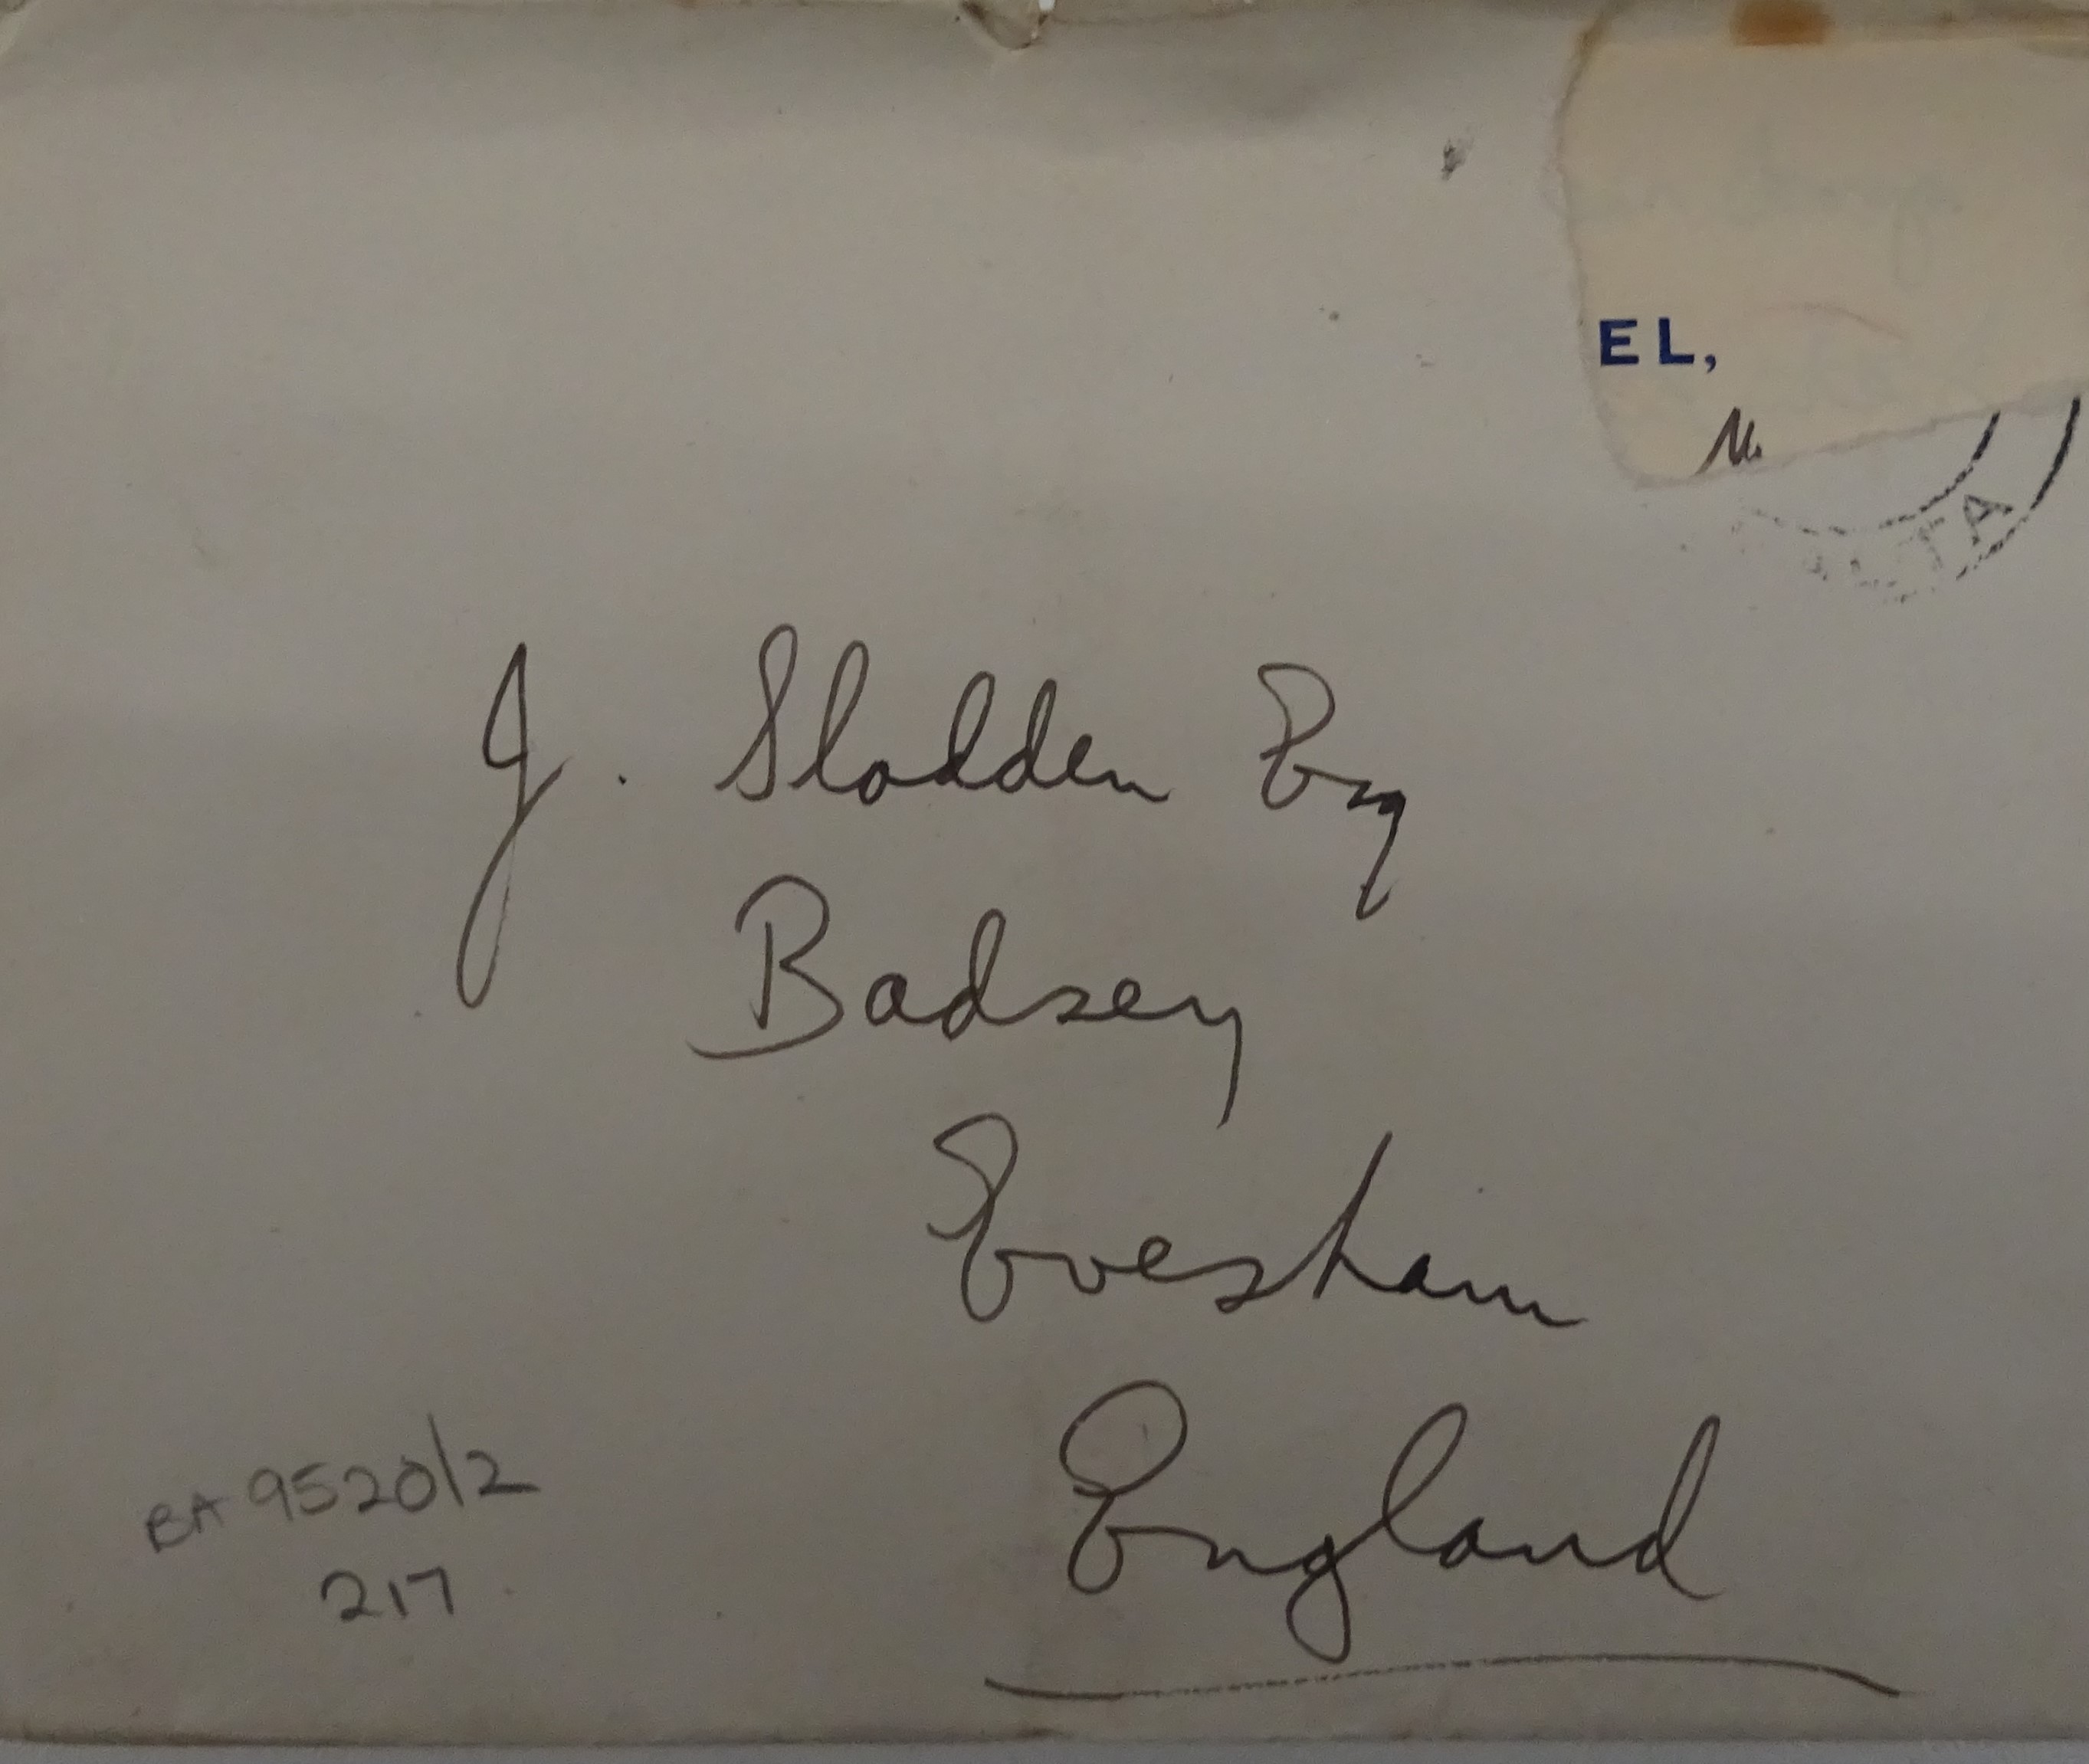 EL,
J. Sladden Esq
Badsey
Evesham
England
BA 9520/2
217